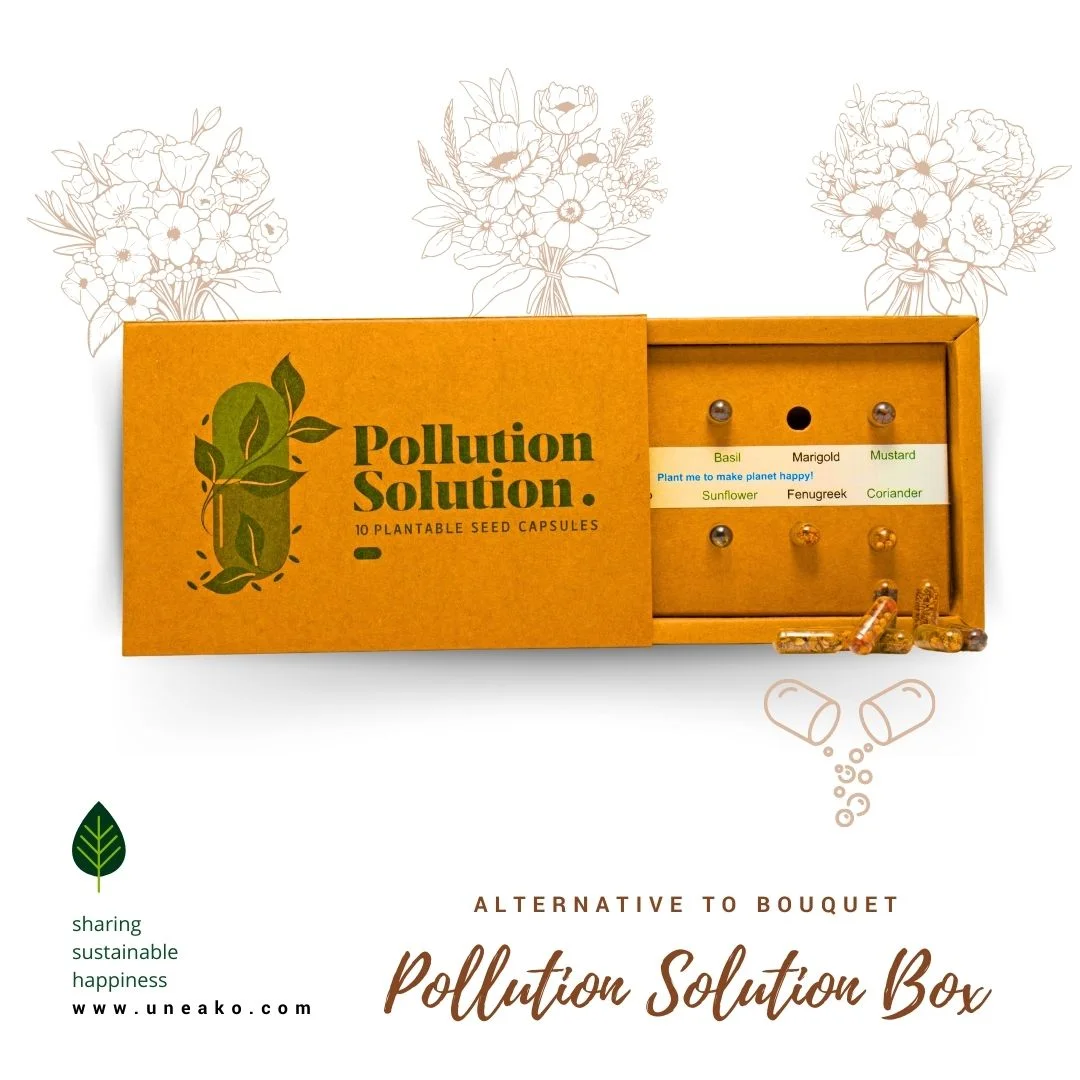 Pollution
Solution.
10 PLANTABLE SEED CAPSULES
Basil Marigold Mustard
Plant me to make planet happy!
Sunflower Fenugreek Coriander
sharing
sustainable
happiness
www.uneako.com
ALTERNATIVE TO BOUQUET
Pollution Solution Box